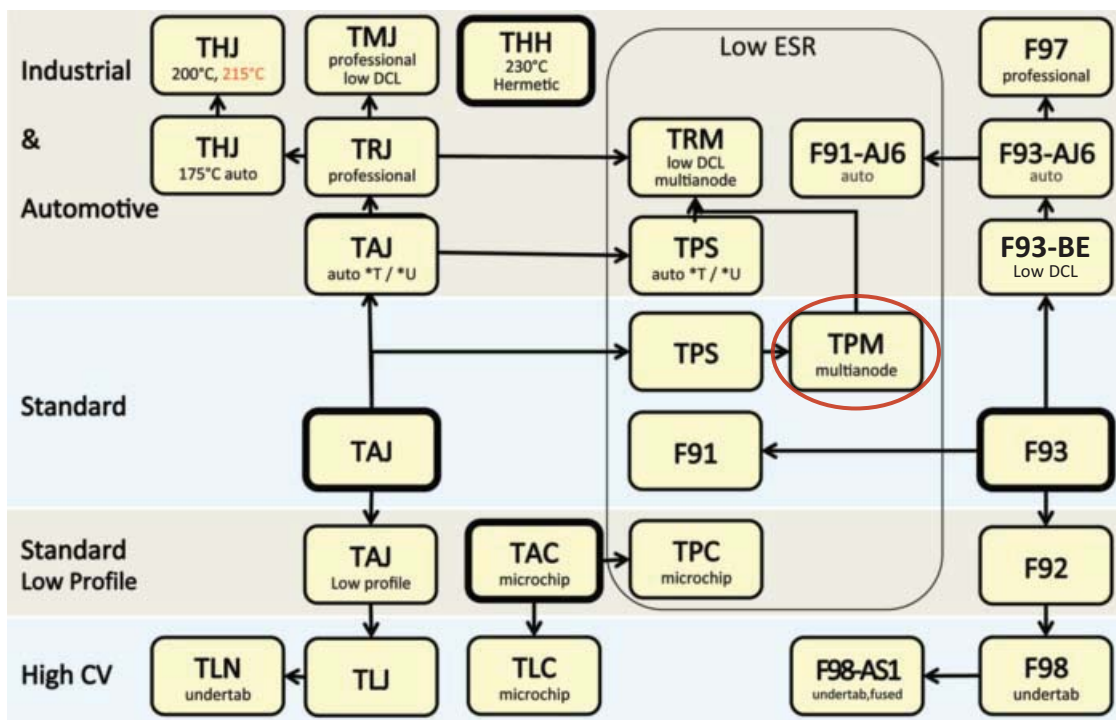 Industrial
&
Automotive
THJ
200°C, 215°C
TMJ
professional
low DCL
THH
230°C
Hermetic
Low ESR
F97
professional
THJ
175°C auto
TRJ
professional
TRM
low DCL
multianode
F91-AJ6
auto
F93-AJ6
auto
TAJ
auto *T / *U
TPS
auto *T / *U
F93-BE
Low DCL
Standard
TPS
TPM
multianode
TAJ
F91
F93
Standard
Low Profile
TAJ
Low profile
TAC
microchip
TPC
microchip
F92
High CV
TLN
undertab
TLJ
TLC
microchip
F98-AS1
undertab,fused
F98
undertab